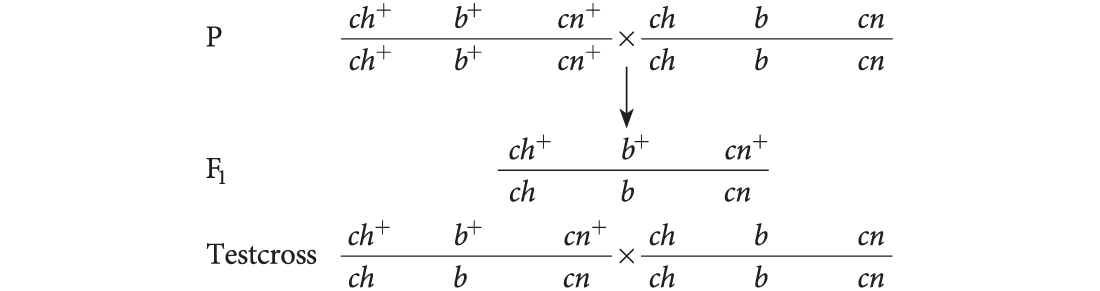 ch+ b+ cn+ ch b cn
P ×
ch+ b+ cn+ ch b cn
ch+ b+ cn+
F1
ch b cn
ch+ b+ cn+ ch b cn
Testcross ×
ch b cn ch b cn